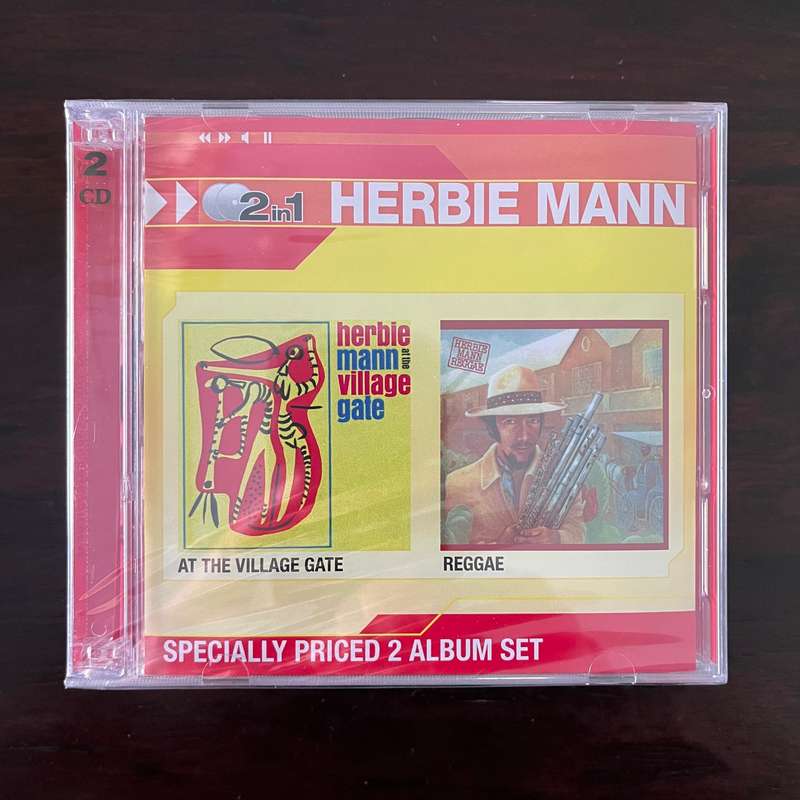 2
CD
2in1 HERBIE MANN
herbie
mann
at the
village
gate
HERBIE
MANN
REGGAE
AT THE VILLAGE GATE
REGGAE
SPECIALLY PRICED 2 ALBUM SET